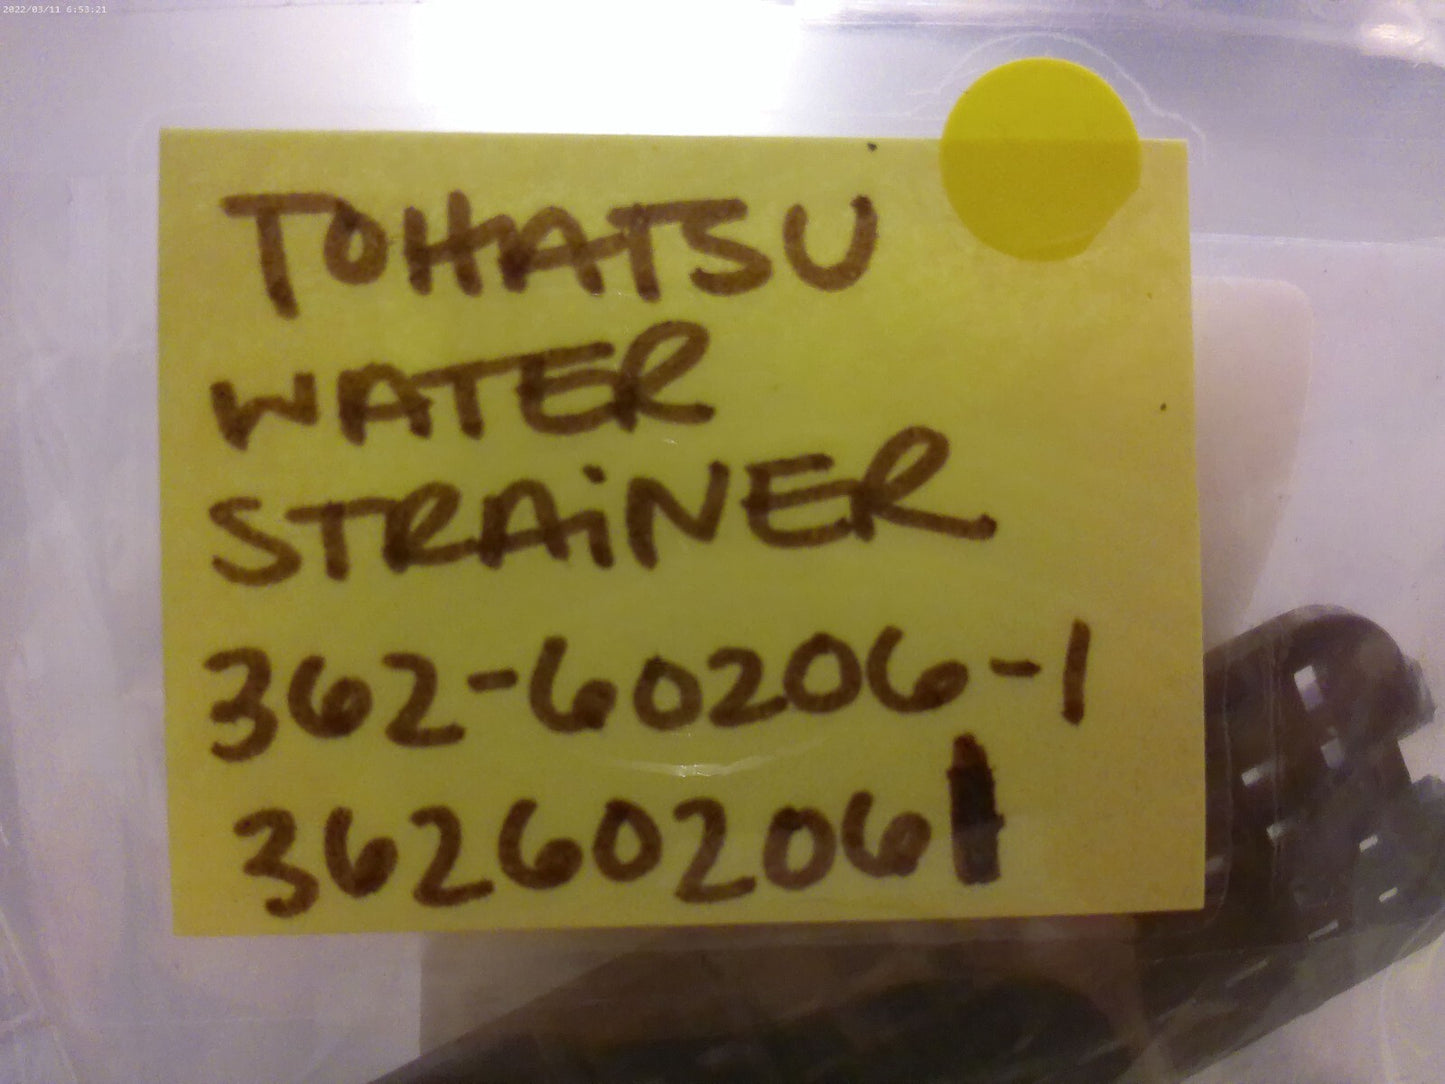 2022/03/11 6:53:21
TOHATSU
WATER
STRAiNER
362-60206-1
362602061